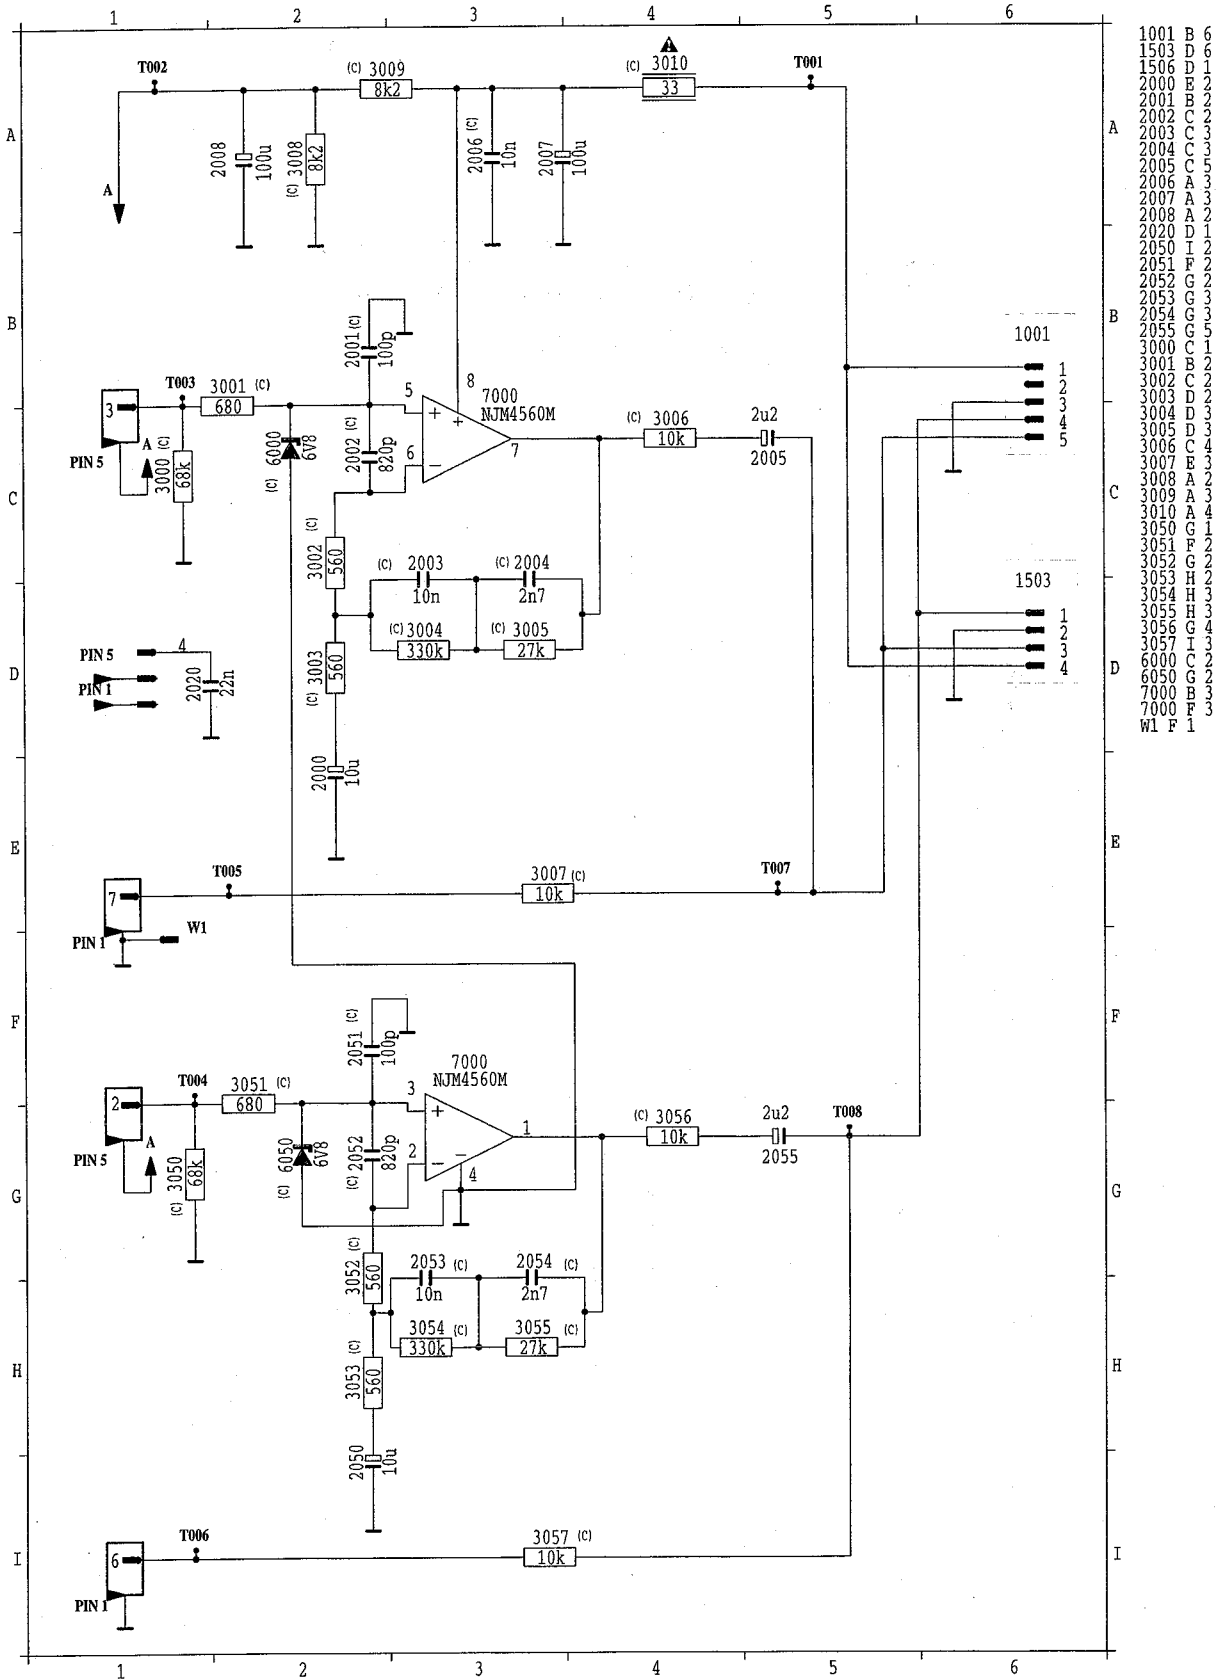 1 2 3 4 5 6
T002
(C) 3009
8k2
(C) 3010
33
T001
A
A
A
2008
100u
(C) 3008
8k2
2006 (C)
10n
2007
100u
B
B
2001 (C)
100p
1001
1
2
3
4
5
8
7000
NJM4560M
3
T003
3001 (C)
680
5
6
7
PIN 5
A
3000 (C)
68k
(C) 6000
6V8
2002 (C)
820p
(C) 3006
10k
2u2
2005
C
C
3002 (C)
560
(C) 2003
10n
(C) 2004
2n7
(C) 3004
330k
(C) 3005
27k
1503
1
2
3
4
D
D
PIN 5
4
PIN 1
2020
22n
(C) 3003
560
2000
10u
E
E
7
T005
3007 (C)
10k
T007
PIN 1
W1
F
F
2051 (C)
100p
7000
NJM4560M
2
T004
3051 (C)
680
3
2
1
4
PIN 5
A
(C) 3050
68k
(C) 6050
6V8
(C) 2052
820p
(C) 3056
10k
2u2
2055
T008
G
G
3052 (C)
560
2053 (C)
10n
2054 (C)
2n7
3054 (C)
330k
3055 (C)
27k
H
H
3053 (C)
560
2050
10u
I
I
6
T006
3057 (C)
10k
PIN 1
1 2 3 4 5 6
1001 B 6
1503 D 6
1506 D 1
2000 E 2
2001 B 2
2002 C 2
2003 C 3
2004 C 3
2005 C 5
2006 A 3
2007 A 3
2008 A 2
2020 D 1
2050 I 2
2051 F 2
2052 G 2
2053 G 3
2054 G 3
2055 G 5
3000 C 1
3001 B 2
3002 C 2
3003 D 2
3004 D 3
3005 D 3
3006 C 4
3007 E 3
3008 A 2
3009 A 3
3010 A 4
3050 G 1
3051 F 2
3052 G 2
3053 H 2
3054 H 3
3055 H 3
3056 G 4
3057 I 3
6000 C 2
6050 G 2
7000 B 3
7000 F 3
W1 F 1